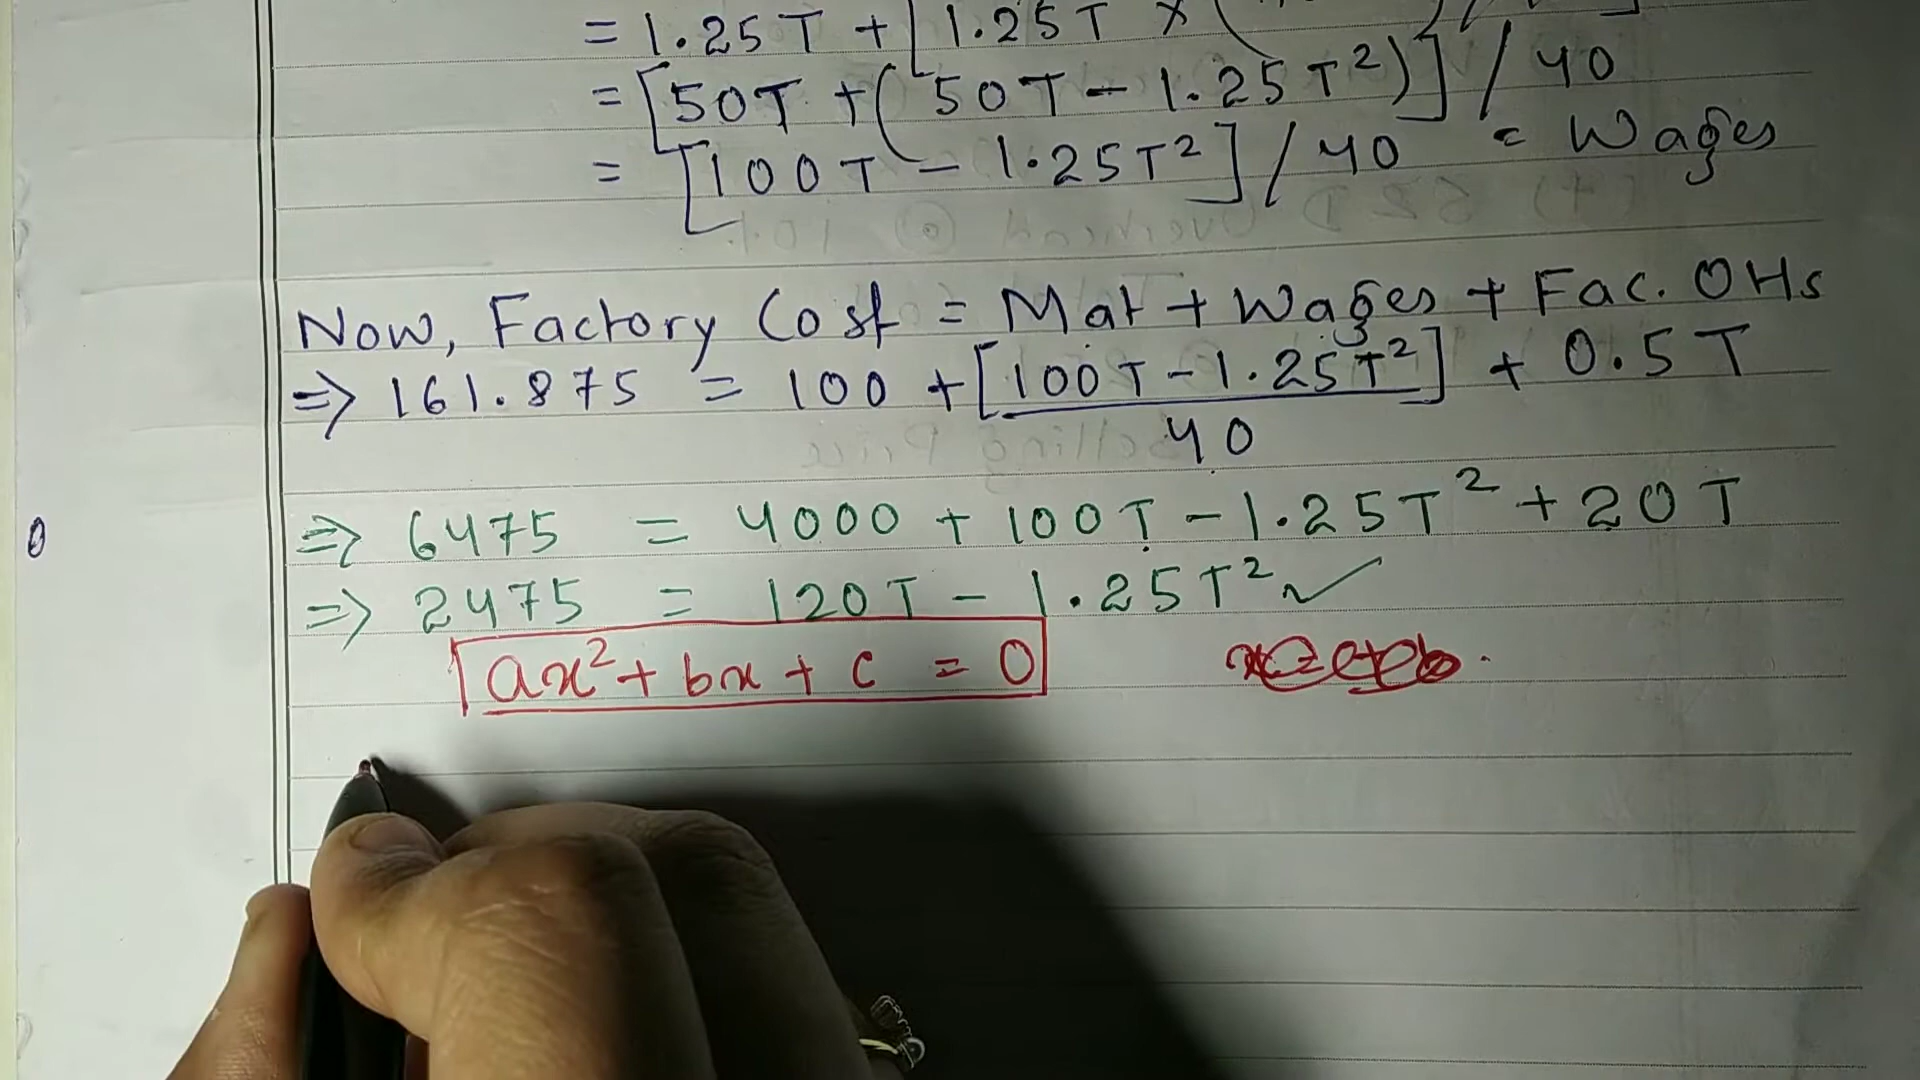 = 1.25T + [1.25T ×
= [50T + (50T - 1.25T²)] / 40
= [100T - 1.25T²] / 40 = Wages
Now, Factory Cost = Mat + Wages + Fac. OHs
⇒ 161.875 = 100 + [100T - 1.25T²] + 0.5T
40
⇒ 6475 = 4000 + 100T - 1.25T² + 20T
0
⇒ 2475 = 120T - 1.25T² ✓
ax² + bx + c = 0